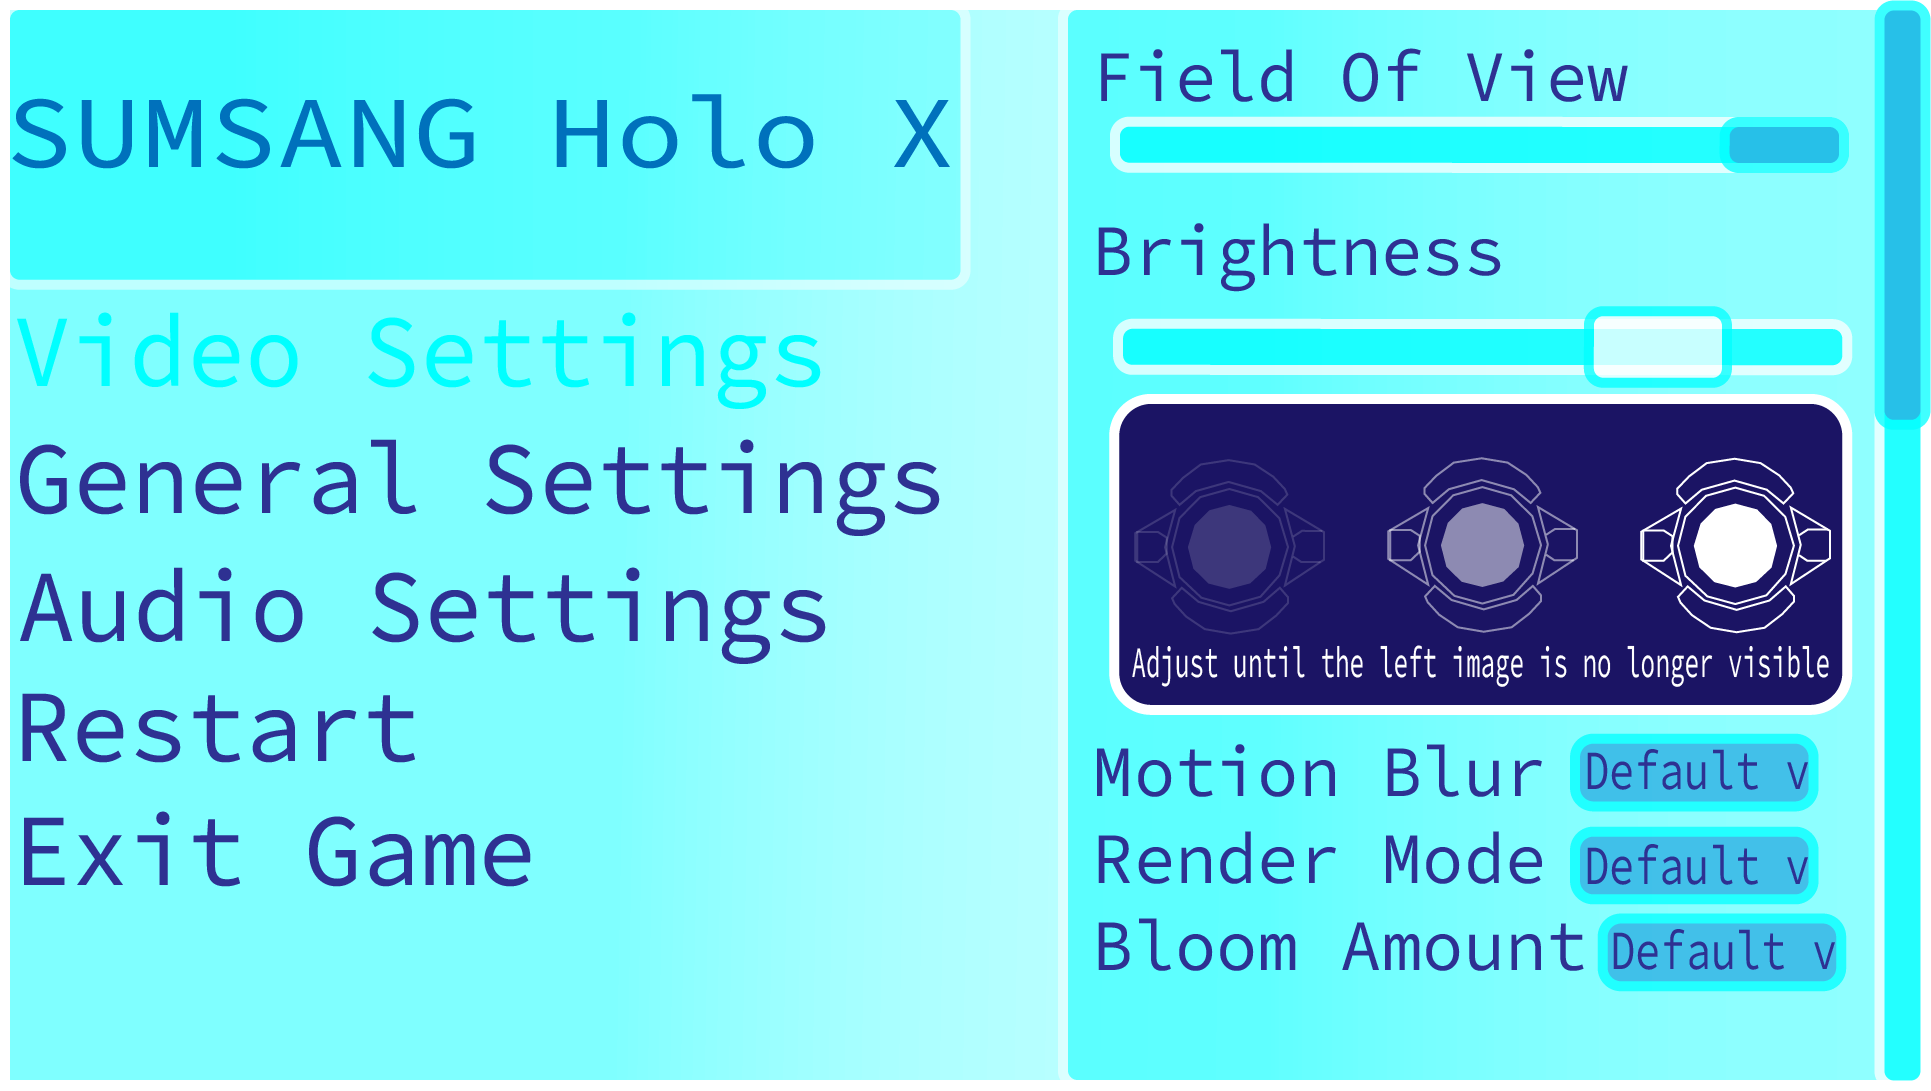 SUMSANG Holo X
Video Settings
General Settings
Audio Settings
Restart
Exit Game
Field Of View
Brightness
Adjust until the left image is no longer visible
Motion Blur Default v
Render Mode Default v
Bloom Amount Default v